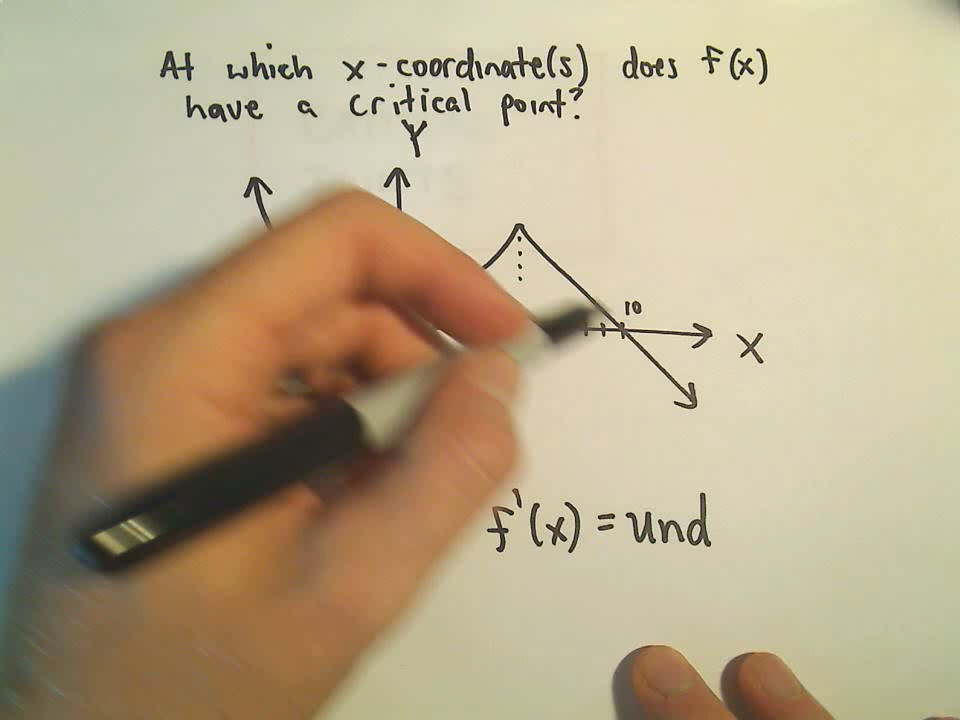 At which x-coordinate(s) does f(x)
have a critical point?
Y
10
X
f'(x) = und